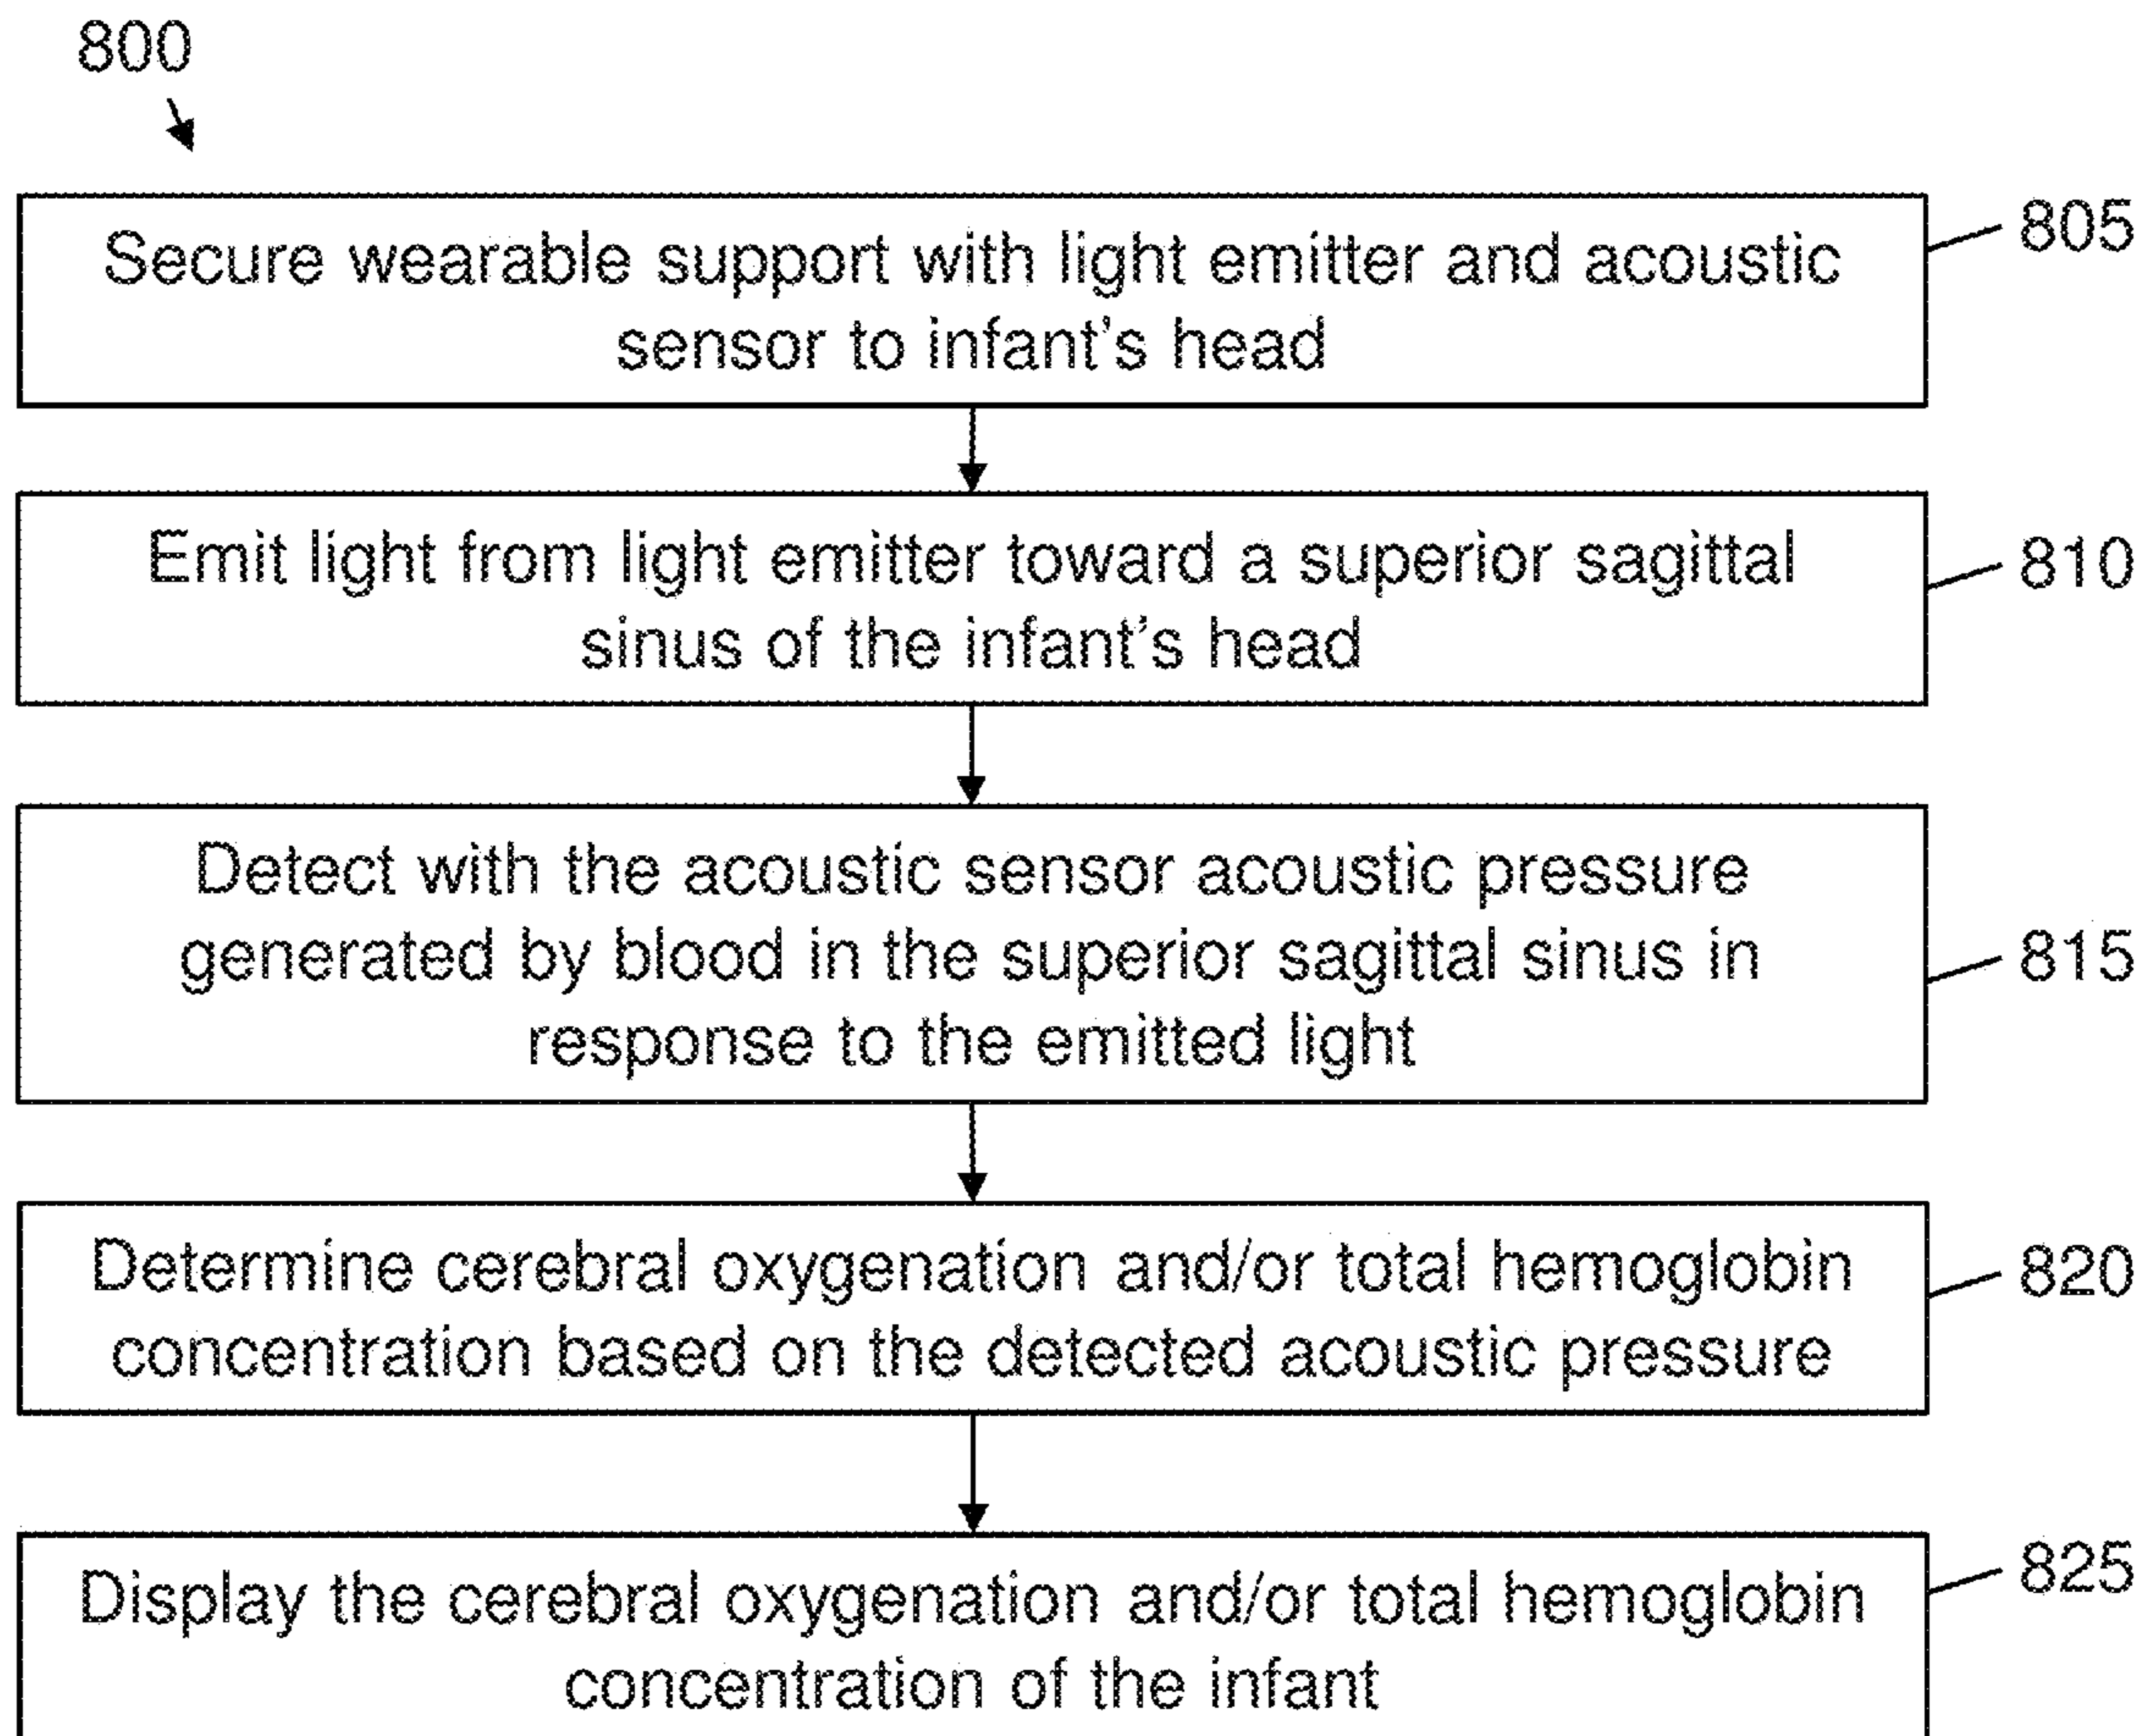 800
Secure wearable support with light emitter and acoustic
sensor to infant's head
805
Emit light from light emitter toward a superior sagittal
sinus of the infant's head
810
Detect with the acoustic sensor acoustic pressure
generated by blood in the superior sagittal sinus in
response to the emitted light
815
Determine cerebral oxygenation and/or total hemoglobin
concentration based on the detected acoustic pressure
820
Display the cerebral oxygenation and/or total hemoglobin
concentration of the infant
825